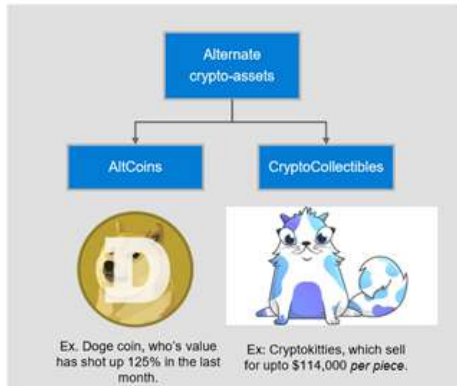 Alternate
crypto-assets
AltCoins
CryptoCollectibles
D
Ex. Doge coin, who's value
has shot up 125% in the last
month.
Ex: Cryptokitties, which sell
for upto $114,000 per piece.